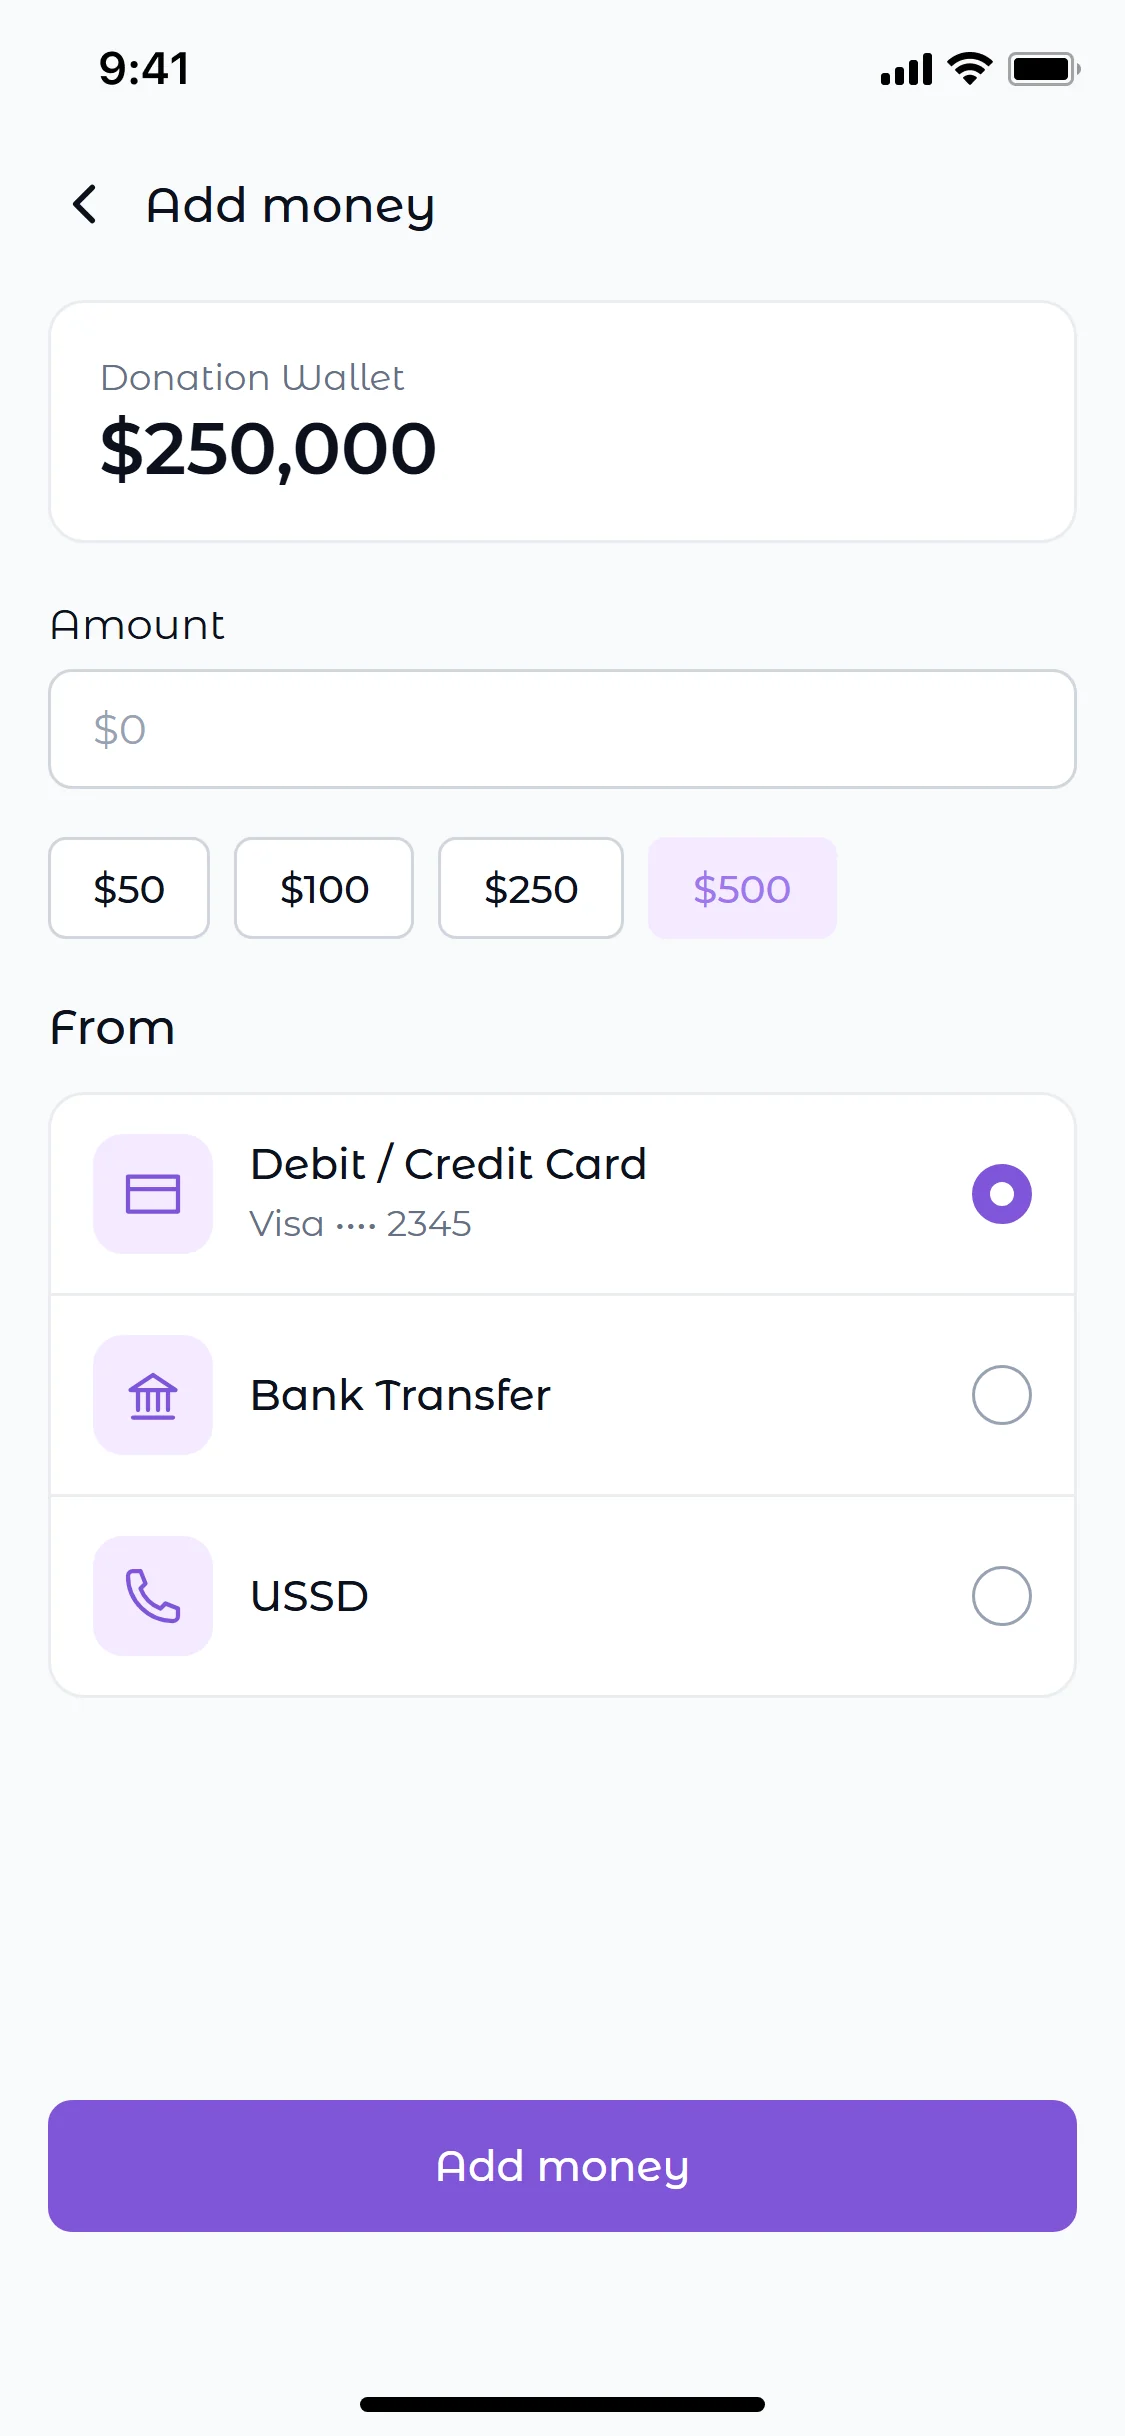 9:41
Add money
Donation Wallet
$250,000
Amount
$0
$50 $100 $250 $500
From
Debit / Credit Card
Visa •••• 2345
Bank Transfer
USSD
Add money